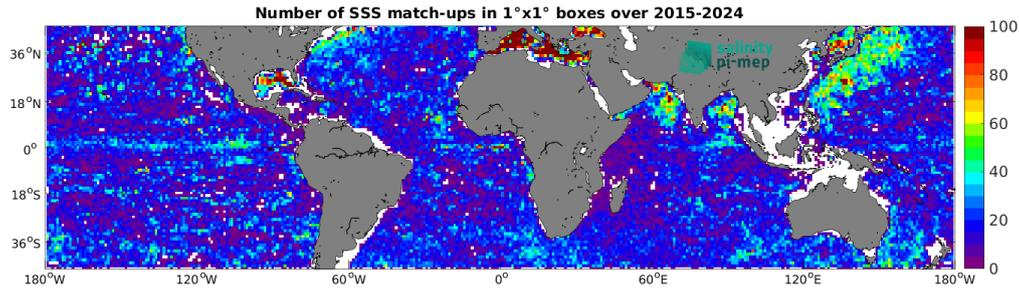 Number of SSS match-ups in 1°x1° boxes over 2015-2024
36°N
18°N
0°
18°S
36°S
180°W 120°W 60°W 0° 60°E 120°E 180°W
salinity
pi-mep
100
80
60
40
20
0